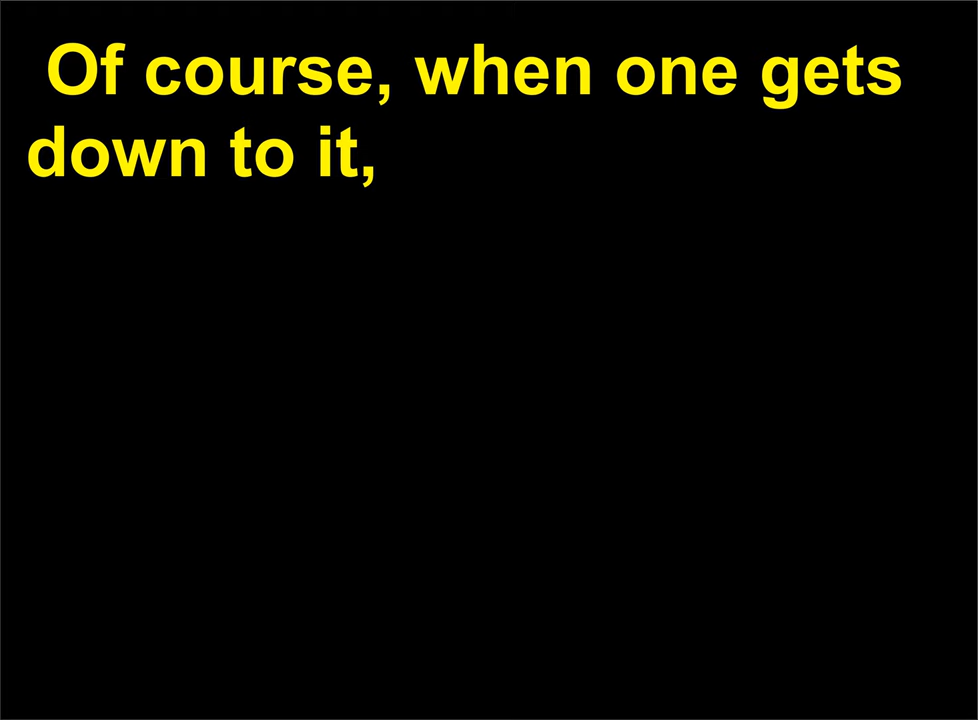 Of course, when one gets
down to it,